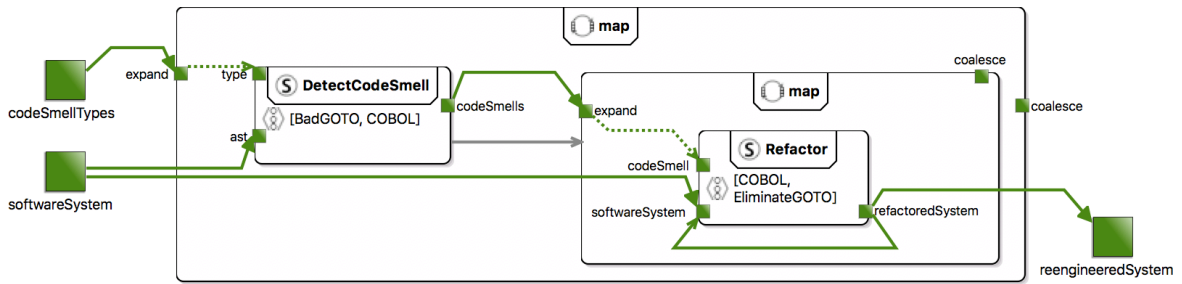 map
coalesce
expand
type
S DetectCodeSmell
map
codeSmells
expand
coalesce
codeSmellTypes
[BadGOTO, COBOL]
ast
S Refactor
codeSmell
[COBOL,
EliminateGOTO]
softwareSystem
softwareSystem
refactoredSystem
reengineeredSystem